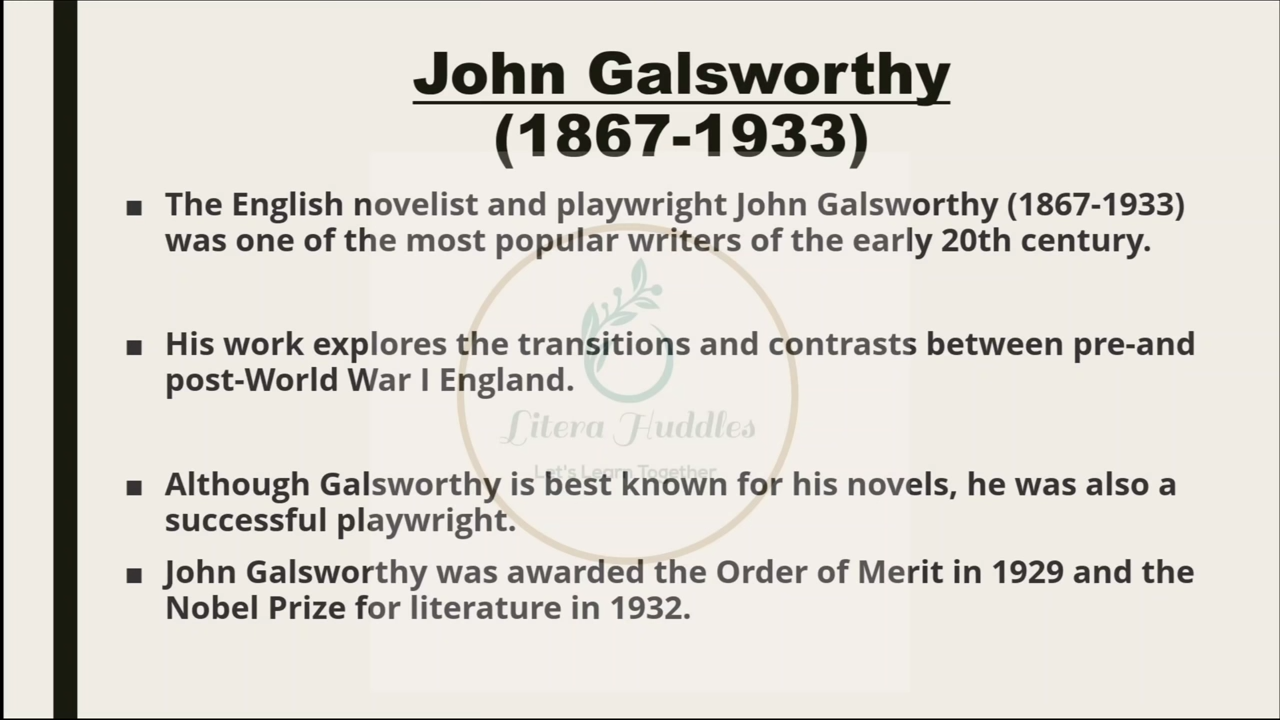 John Galsworthy
(1867-1933)
▪ The English novelist and playwright John Galsworthy (1867-1933)
was one of the most popular writers of the early 20th century.
▪ His work explores the transitions and contrasts between pre-and
post-World War I England.
Litera Huddles
Let's Learn Together
▪ Although Galsworthy is best known for his novels, he was also a
successful playwright.
▪ John Galsworthy was awarded the Order of Merit in 1929 and the
Nobel Prize for literature in 1932.